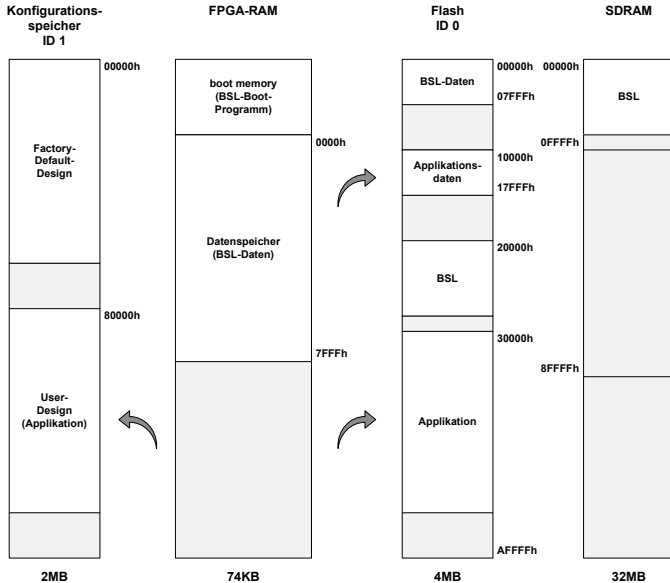 Konfigurations-
speicher
ID 1
FPGA-RAM
Flash
ID 0
SDRAM
00000h
Factory-
Default-
Design
80000h
User-
Design
(Applikation)
2MB
boot memory
(BSL-Boot-
Programm)
0000h
Datenspeicher
(BSL-Daten)
7FFFh
74KB
00000h
BSL-Daten
07FFFh
10000h
Applikations-
daten
17FFFh
20000h
BSL
30000h
Applikation
AFFFFh
4MB
00000h
BSL
0FFFFh
8FFFFh
32MB